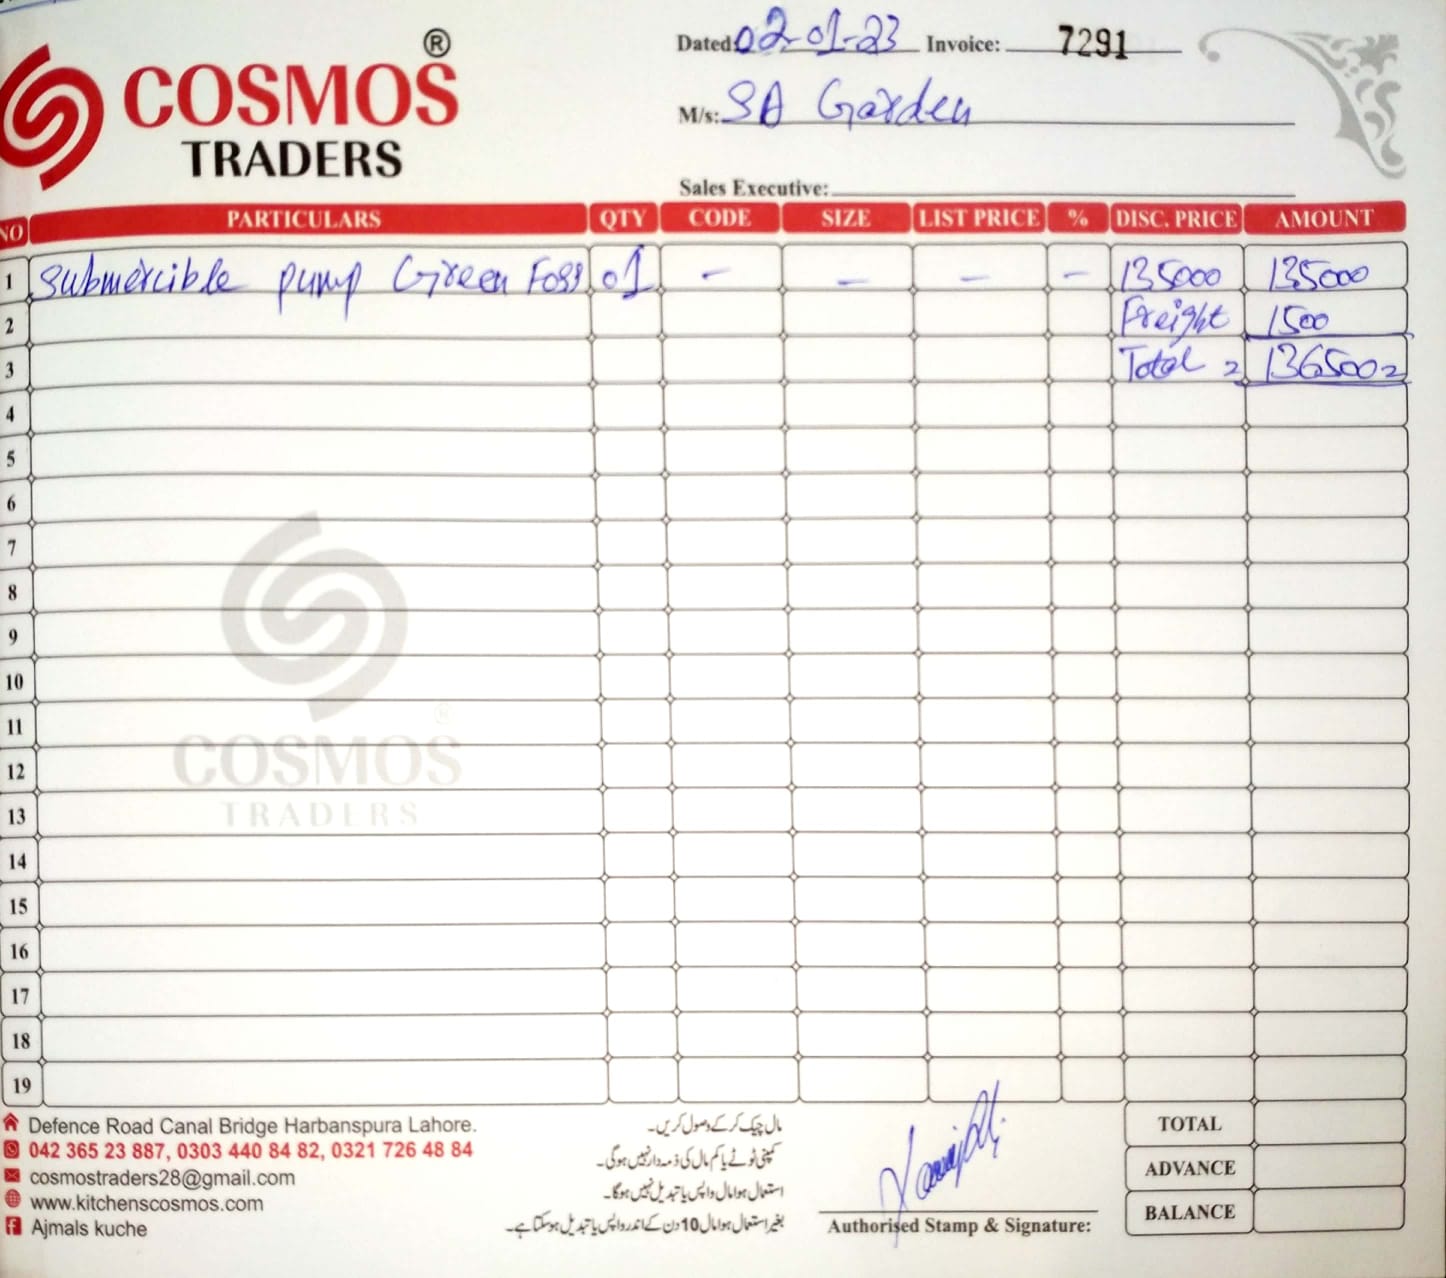 ® COSMOS TRADERS
Dated: 02-01-23 Invoice: 7291
M/s: SA Garden
Sales Executive:
NO PARTICULARS QTY CODE SIZE LIST PRICE % DISC. PRICE AMOUNT
1 Submercible pump Green Foss 01 - - - - 135000 135000
2 Freight 1500
3 Total = 136500=
4
5
6
7
8
9
10
11
12
13
14
15
16
17
18
19
® COSMOS
TRADERS
Defence Road Canal Bridge Harbanspura Lahore.
042 365 23 887, 0303 440 84 82, 0321 726 48 84
cosmostraders28@gmail.com
www.kitchenscosmos.com
Ajmals kuche
مال چیک کر کے وصول کریں۔
کمپنی ٹوٹے یا کم مال کی ذمہ دار نہیں ہوگی۔
استعمال ہوا مال واپس یا تبدیل نہیں ہوگا۔
بغیر استعمال ہوا مال 10 دن کے اندر واپس یا تبدیل ہوسکتا ہے۔
Authorised Stamp & Signature:
TOTAL
ADVANCE
BALANCE